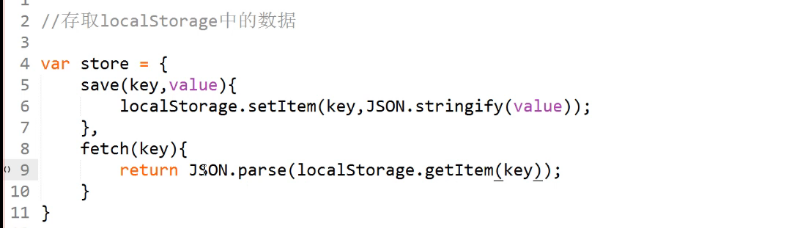 2 //存取localStorage中的数据
3
4 var store = {
5 save(key,value){
6 localStorage.setItem(key,JSON.stringify(value));
7 },
8 fetch(key){
9 return JSON.parse(localStorage.getItem(key));
10 }
11 }